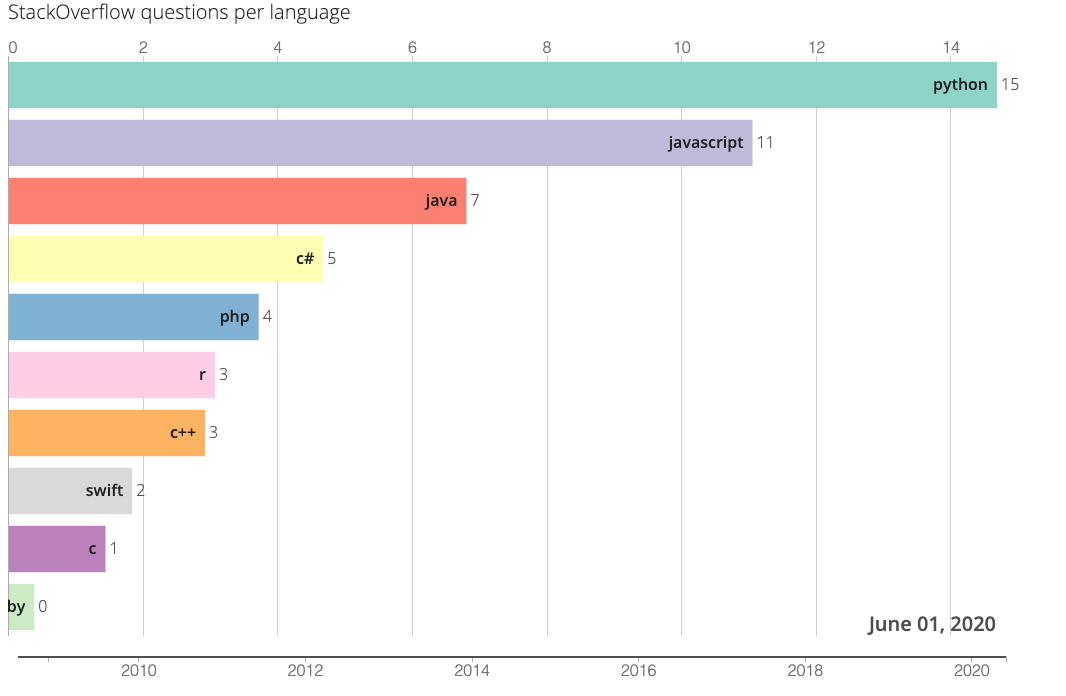 StackOverflow questions per language
0 2 4 6 8 10 12 14
python 15
javascript 11
java 7
c# 5
php 4
r 3
c++ 3
swift 2
c 1
by 0
June 01, 2020
2010 2012 2014 2016 2018 2020